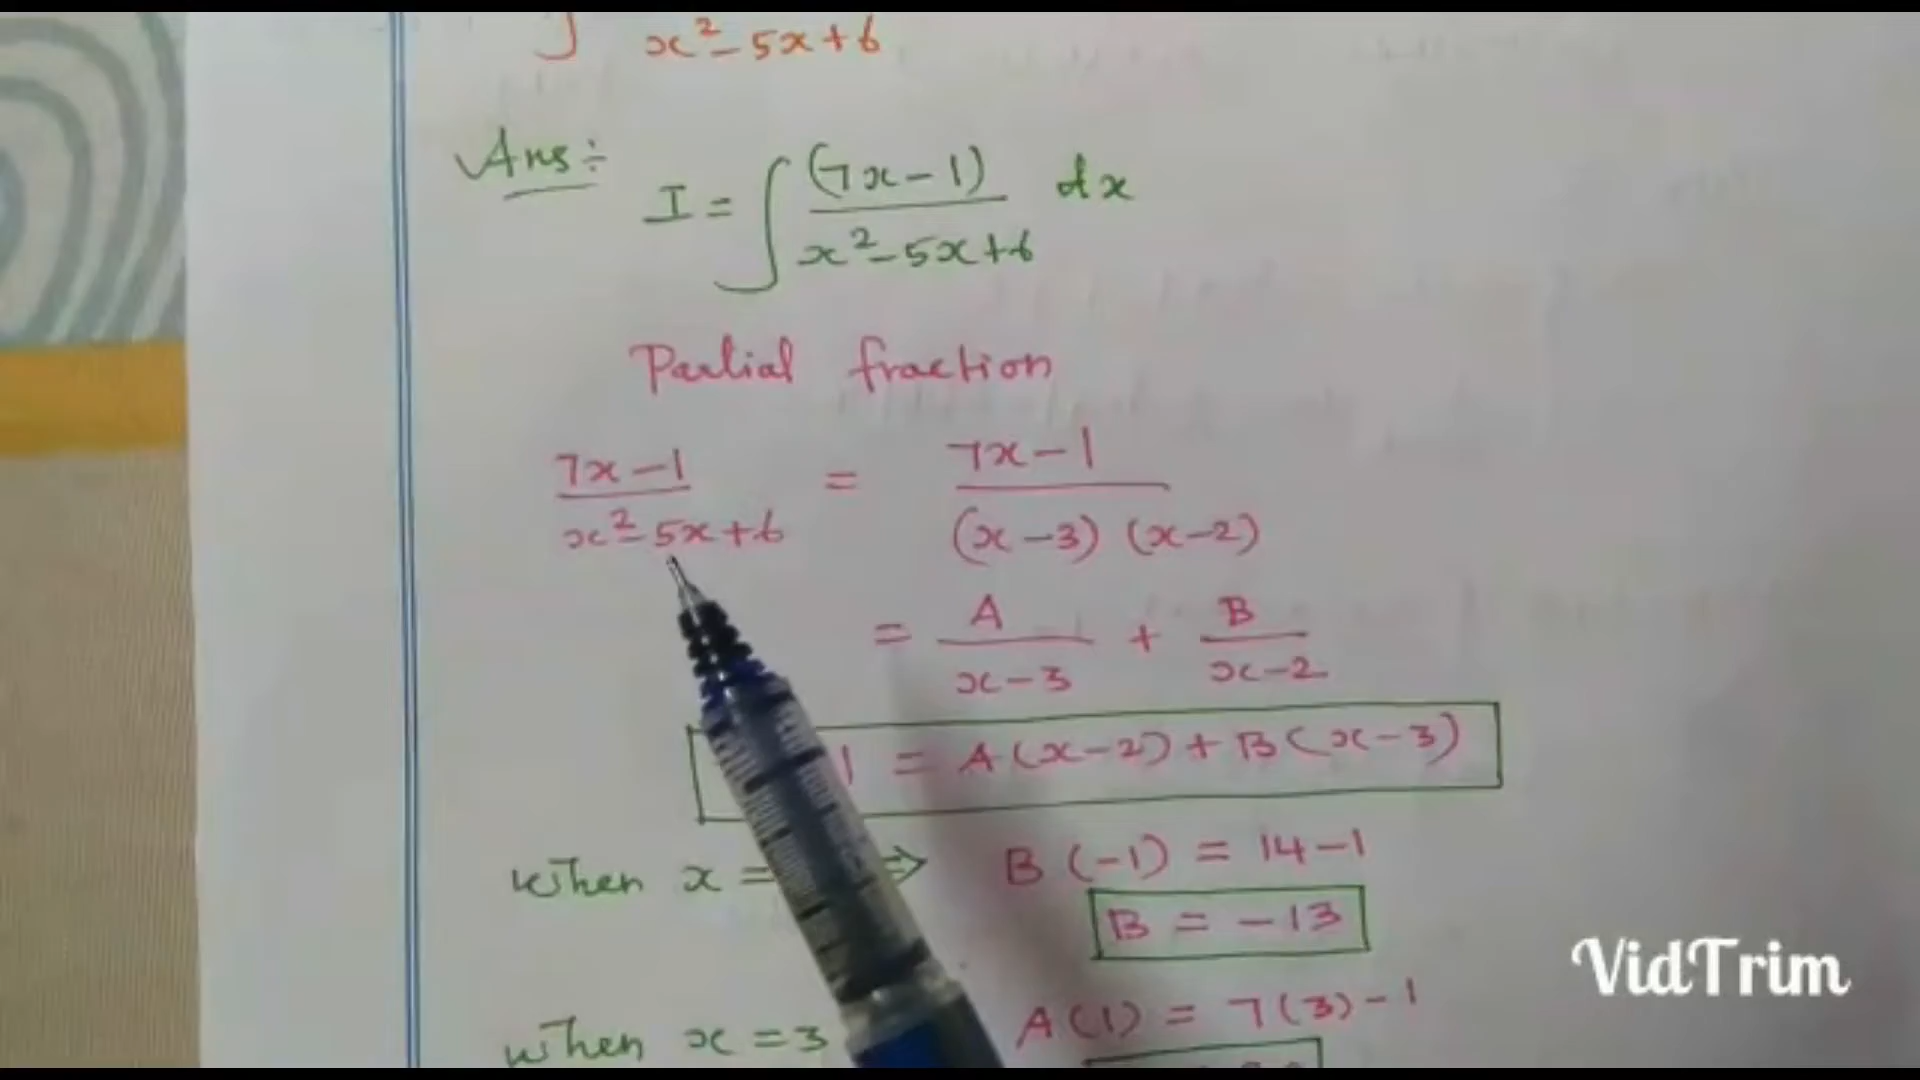 ∫ x²-5x+6
Ans÷ I = ∫ (7x-1) / x²-5x+6 dx
Partial fraction
7x-1 / x²-5x+6 = 7x-1 / (x-3) (x-2)
= A / x-3 + B / x-2
1 = A(x-2) + B(x-3)
when x = ⇒ B(-1) = 14-1
B = -13
when x = 3 A(1) = 7(3)-1
VidTrim